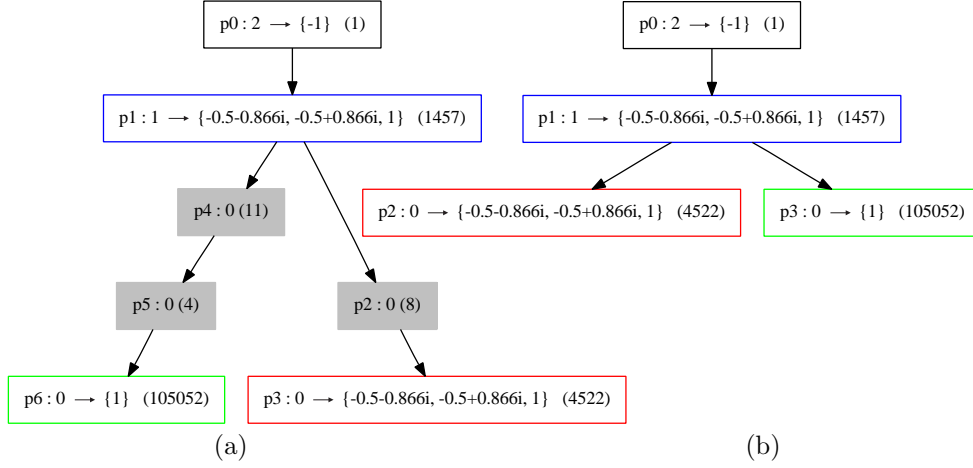 p0 : 2 → {-1} (1)
p1 : 1 → {-0.5-0.866i, -0.5+0.866i, 1} (1457)
p4 : 0 (11)
p5 : 0 (4)
p2 : 0 (8)
p6 : 0 → {1} (105052)
p3 : 0 → {-0.5-0.866i, -0.5+0.866i, 1} (4522)
(a)
p0 : 2 → {-1} (1)
p1 : 1 → {-0.5-0.866i, -0.5+0.866i, 1} (1457)
p2 : 0 → {-0.5-0.866i, -0.5+0.866i, 1} (4522)
p3 : 0 → {1} (105052)
(b)